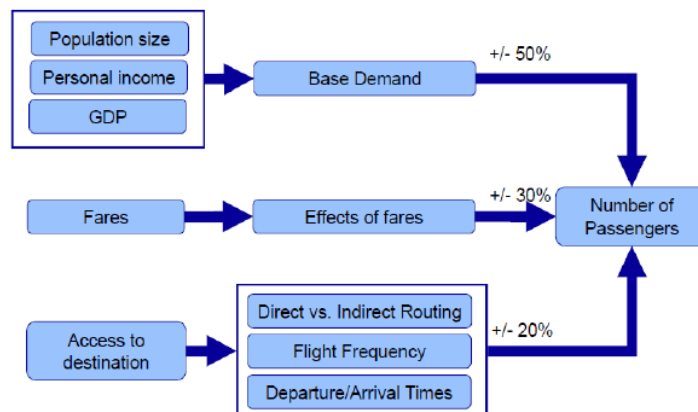 Population size
Personal income
GDP
Base Demand
+/- 50%
Fares
Effects of fares
+/- 30%
Number of
Passengers
Access to
destination
Direct vs. Indirect Routing
Flight Frequency
Departure/Arrival Times
+/- 20%